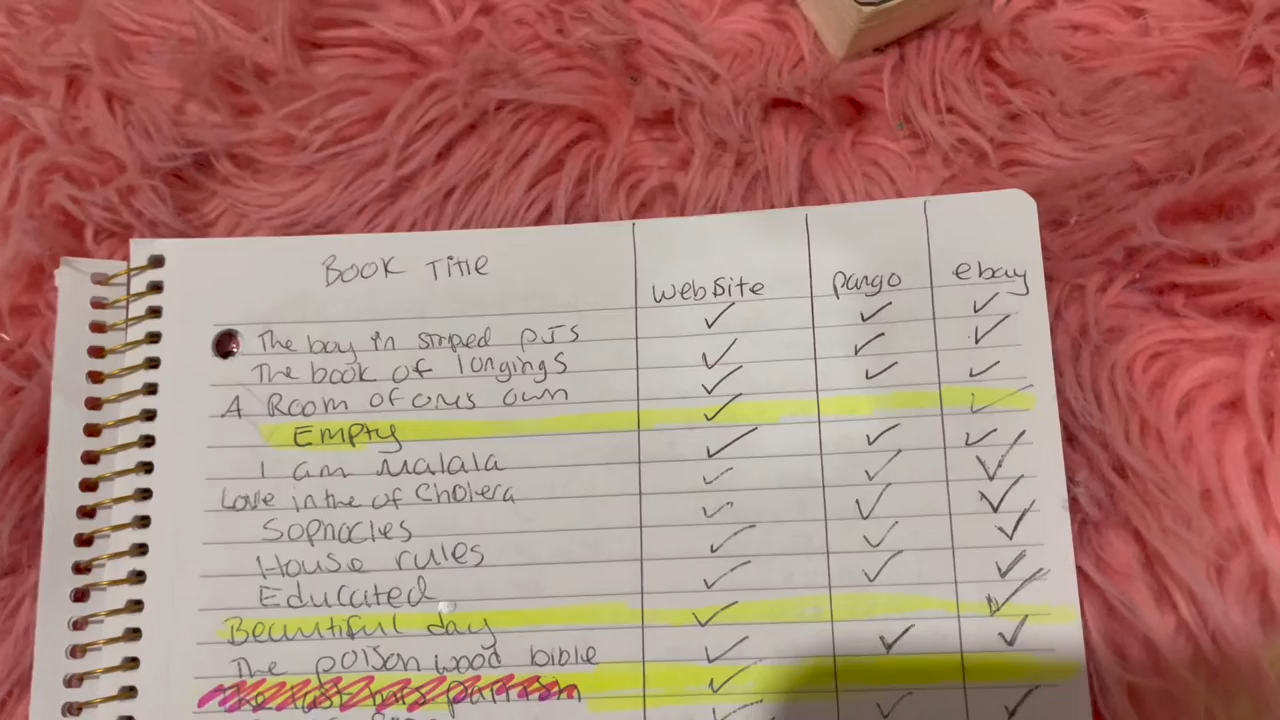 BOOK Title
website pango ebay
The boy in striped PJS
The book of longings
A Room of ones own
Empty
I am Malala
Love in the of Cholera
Sophocles
House rules
Educated
Beautiful day
The poison wood bible